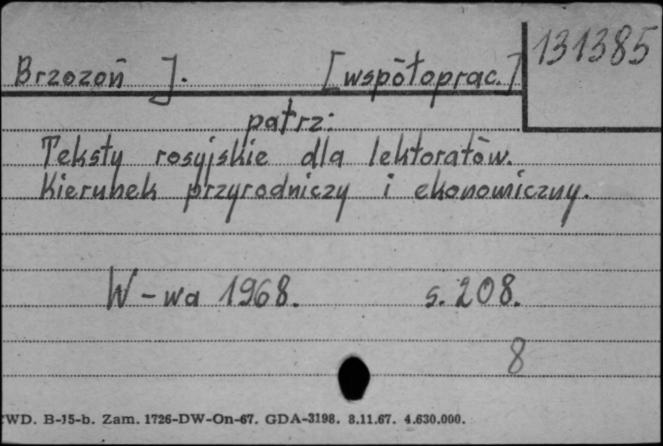 131385
Brzozoń J. [współoprac.]
patrz:
Teksty rosyjskie dla lektoratów.
Kierunek przyrodniczy i ekonomiczny.
W-wa 1968. s. 208.
8
WD. B-15-b. Zam. 1726-DW-On-67. GDA-3198. 8.11.67. 4.630.000.